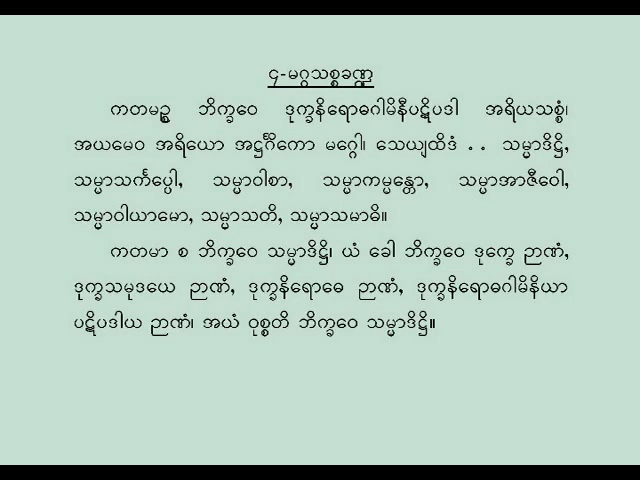 ၄-မဂ္ဂသစ္စခဏ္ဍ
ကတမဉ္စ ဘိက္ခဝေ ဒုက္ခနိရောဓဂါမိနီပဋိပဒါ အရိယသစ္စံ၊
အယမေဝ အရိယော အဋ္ဌင်္ဂိကော မဂ္ဂေါ၊ သေယျထိဒံ . . သမ္မာဒိဋ္ဌိ,
သမ္မာသင်္ကပ္ပေါ, သမ္မာဝါစာ, သမ္မာကမ္မန္တော, သမ္မာအာဇီဝေါ,
သမ္မာဝါယာမော, သမ္မာသတိ, သမ္မာသမာဓိ။
ကတမာ စ ဘိက္ခဝေ သမ္မာဒိဋ္ဌိ၊ ယံ ခေါ ဘိက္ခဝေ ဒုက္ခေ ဉာဏံ,
ဒုက္ခသမုဒယေ ဉာဏံ, ဒုက္ခနိရောဓေ ဉာဏံ, ဒုက္ခနိရောဓဂါမိနိယာ
ပဋိပဒါယ ဉာဏံ၊ အယံ ဝုစ္စတိ ဘိက္ခဝေ သမ္မာဒိဋ္ဌိ။